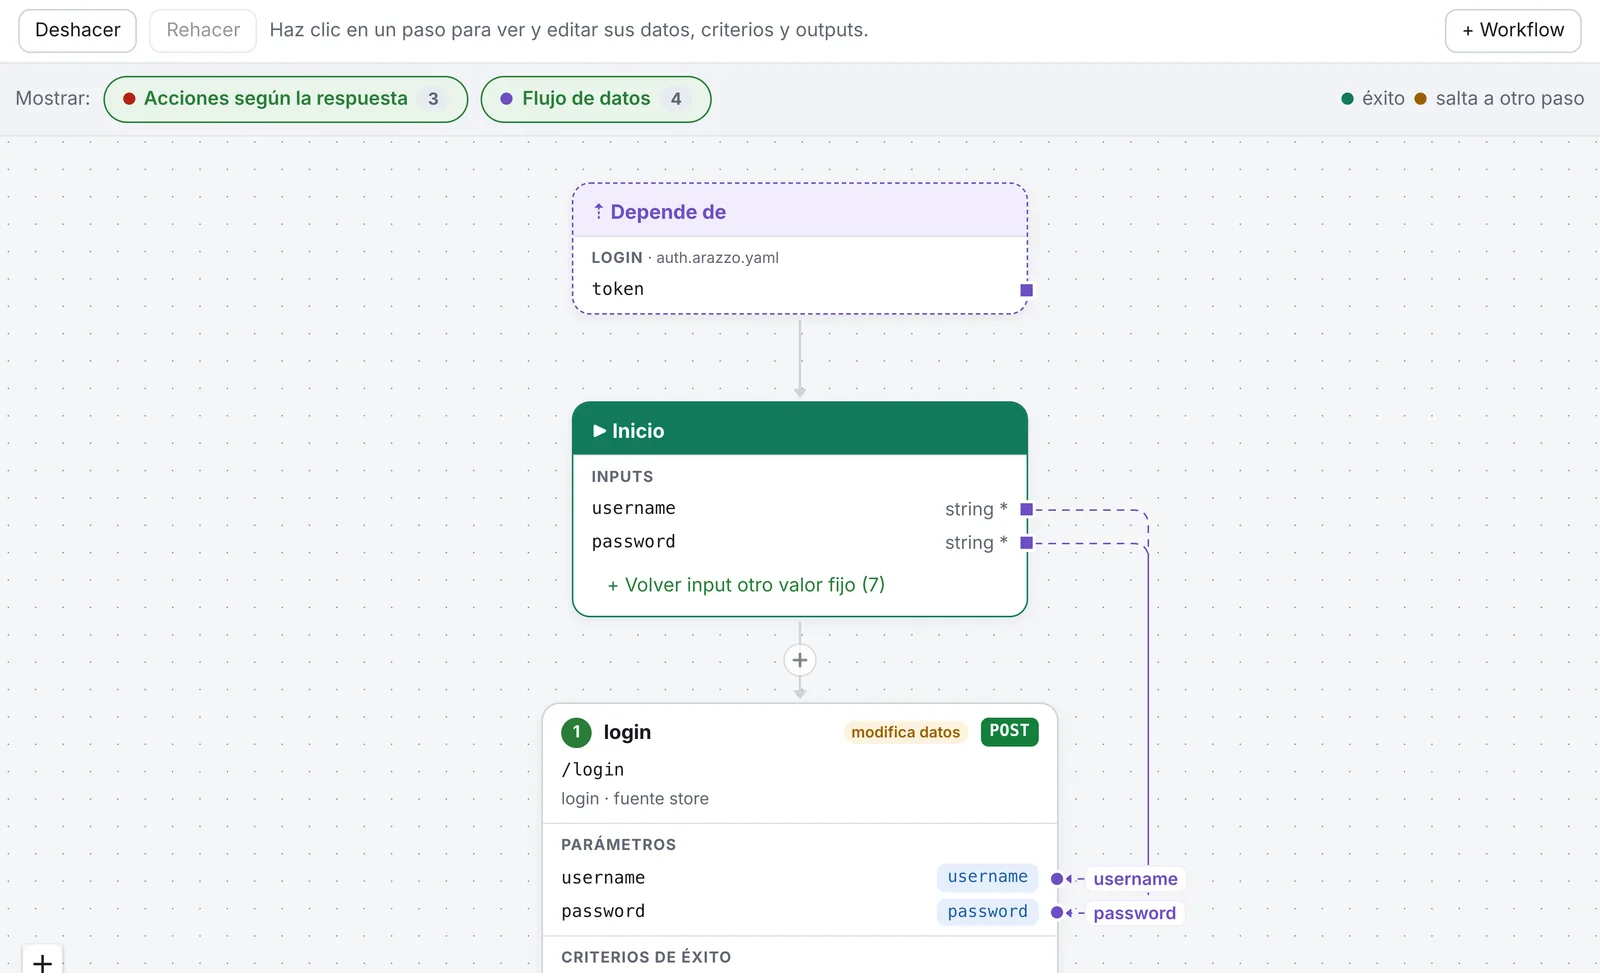 Deshacer
Rehacer
Haz clic en un paso para ver y editar sus datos, criterios y outputs.
+ Workflow
Mostrar:
Acciones según la respuesta 3
Flujo de datos 4
éxito
salta a otro paso
⇡ Depende de
LOGIN · auth.arazzo.yaml
token
▶ Inicio
INPUTS
username string *
password string *
+ Volver input otro valor fijo (7)
+
1 login modifica datos POST
/login
login · fuente store
PARÁMETROS
username username username
password password password
CRITERIOS DE ÉXITO
+